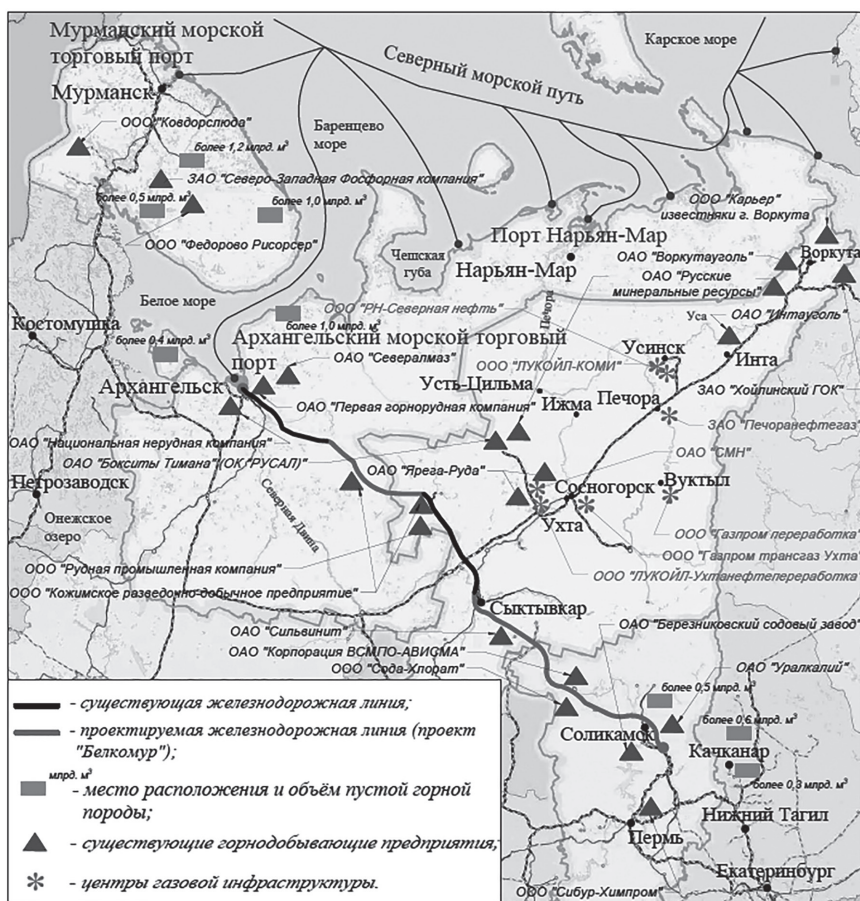 Мурманский морской
торговый порт
Мурманск
Карское море
Северный морской путь
Баренцево
море
ООО "Ковдорслюда"
более 1,2 млрд. м³
ЗАО "Северо-Западная Фосфорная компания"
более 0,5 млрд. м³
более 1,0 млрд. м³
ООО "Федорово Рисорсер"
ООО "Карьер"
известняки г. Воркута
Порт Нарьян-Мар
Нарьян-Мар
Чешская
губа
ОАО "Воркутауголь"
Воркута
ОАО "Русские
минеральные ресурсы"
Белое море
ООО "РН-Северная нефть"
Печора
ОАО "Интауголь"
Уса
Костомушка
более 0,4 млрд. м³
более 1,0 млрд. м³
Архангельский морской торговый
порт
ОАО "Севералмаз"
Архангельск
ООО "ЛУКОЙЛ-КОМИ"
Усинск
Инта
Усть-Цильма
Ижма
Печора
ЗАО "Хойлинский ГОК"
ОАО "Первая горнорудная компания"
ЗАО "Печоранефтегаз"
ОАО "Национальная нерудная компания"
ОАО "СМН"
ОАО "Бокситы Тимана"(ОК "РУСАЛ)
ОАО "Ярега-Руда"
Петрозаводск
Сосногорск
Вуктыл
Онежское
озеро
Северная Двина
Ухта
ООО "Газпром переработка"
ООО "Газпром трансгаз Ухта"
ООО "Рудная промышленная компания"
ООО "ЛУКОЙЛ-Ухтанефтепереработка"
ООО "Кожимское разведочно-добычное предприятие"
Сыктывкар
ОАО "Сильвинит"
ОАО "Березниковский содовый завод"
ОАО "Корпорация ВСМПО-АВИСМА"
ООО "Сода-Хлорат"
ОАО "Уралкалий"
более 0,5 млрд. м³
более 0,6 млрд. м³
Соликамск
Качканар
более 0,3 млрд. м³
Нижний Тагил
Пермь
Екатеринбург
ООО "Сибур-Химпром"
- существующая железнодорожная линия;
- проектируемая железнодорожная линия (проект
"Белкомур");
млрд. м³
- место расположения и объём пустой горной
породы;
- существующие горнодобывающие предприятия;
- центры газовой инфраструктуры.